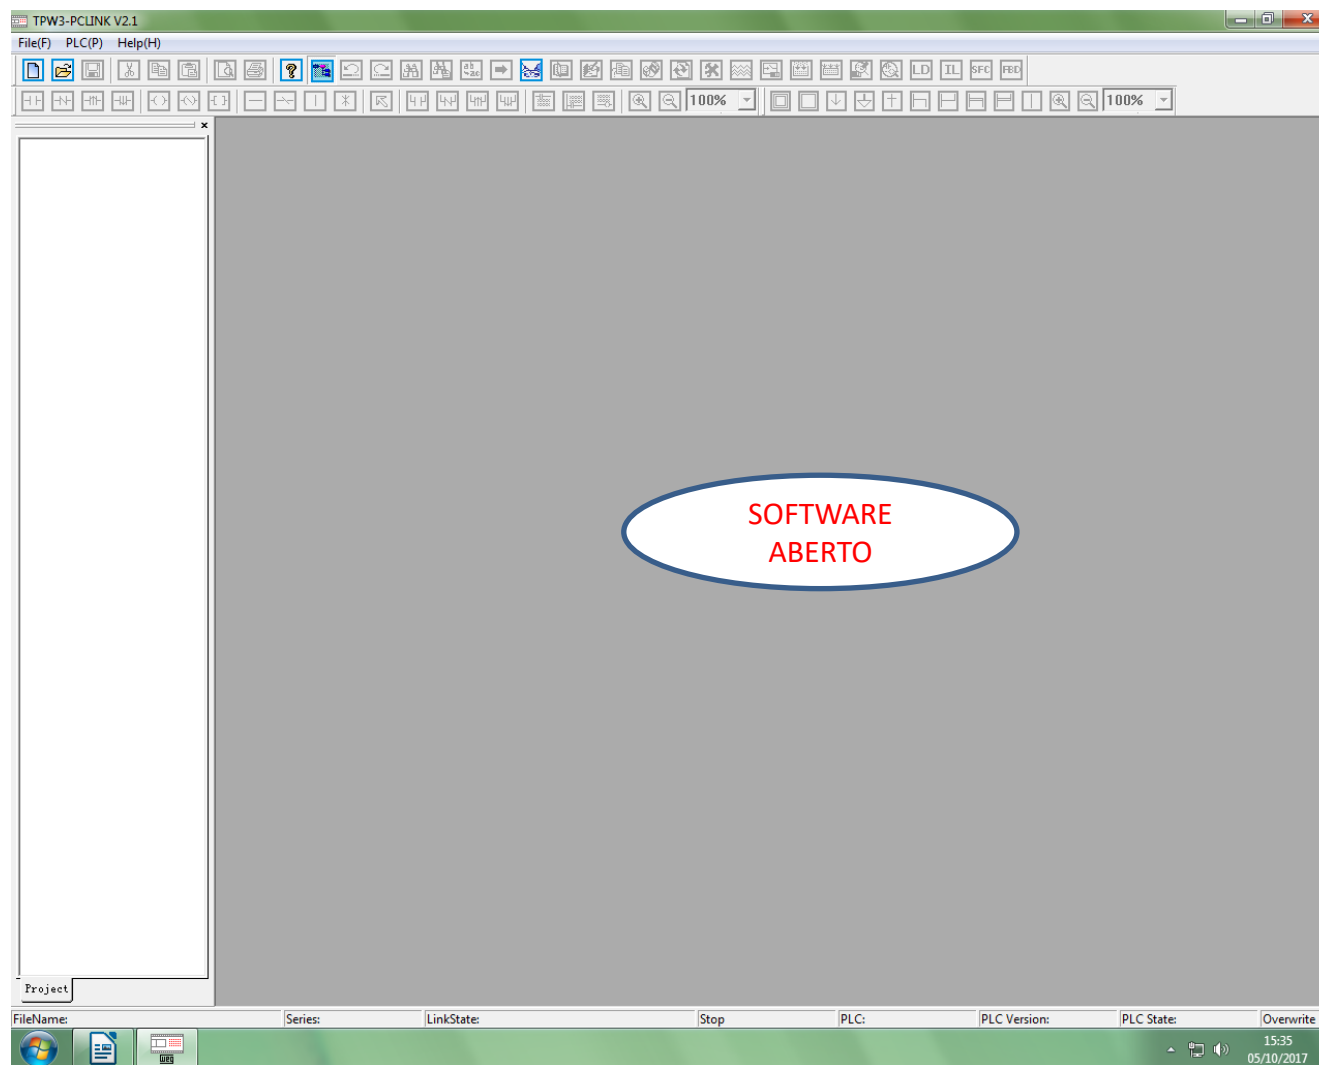 TPW3-PCLINK V2.1
File(F) PLC(P) Help(H)
LD IL SFC FBD
100% 100%
SOFTWARE
ABERTO
Project
FileName: Series: LinkState: Stop PLC: PLC Version: PLC State: Overwrite
weg
15:35
05/10/2017